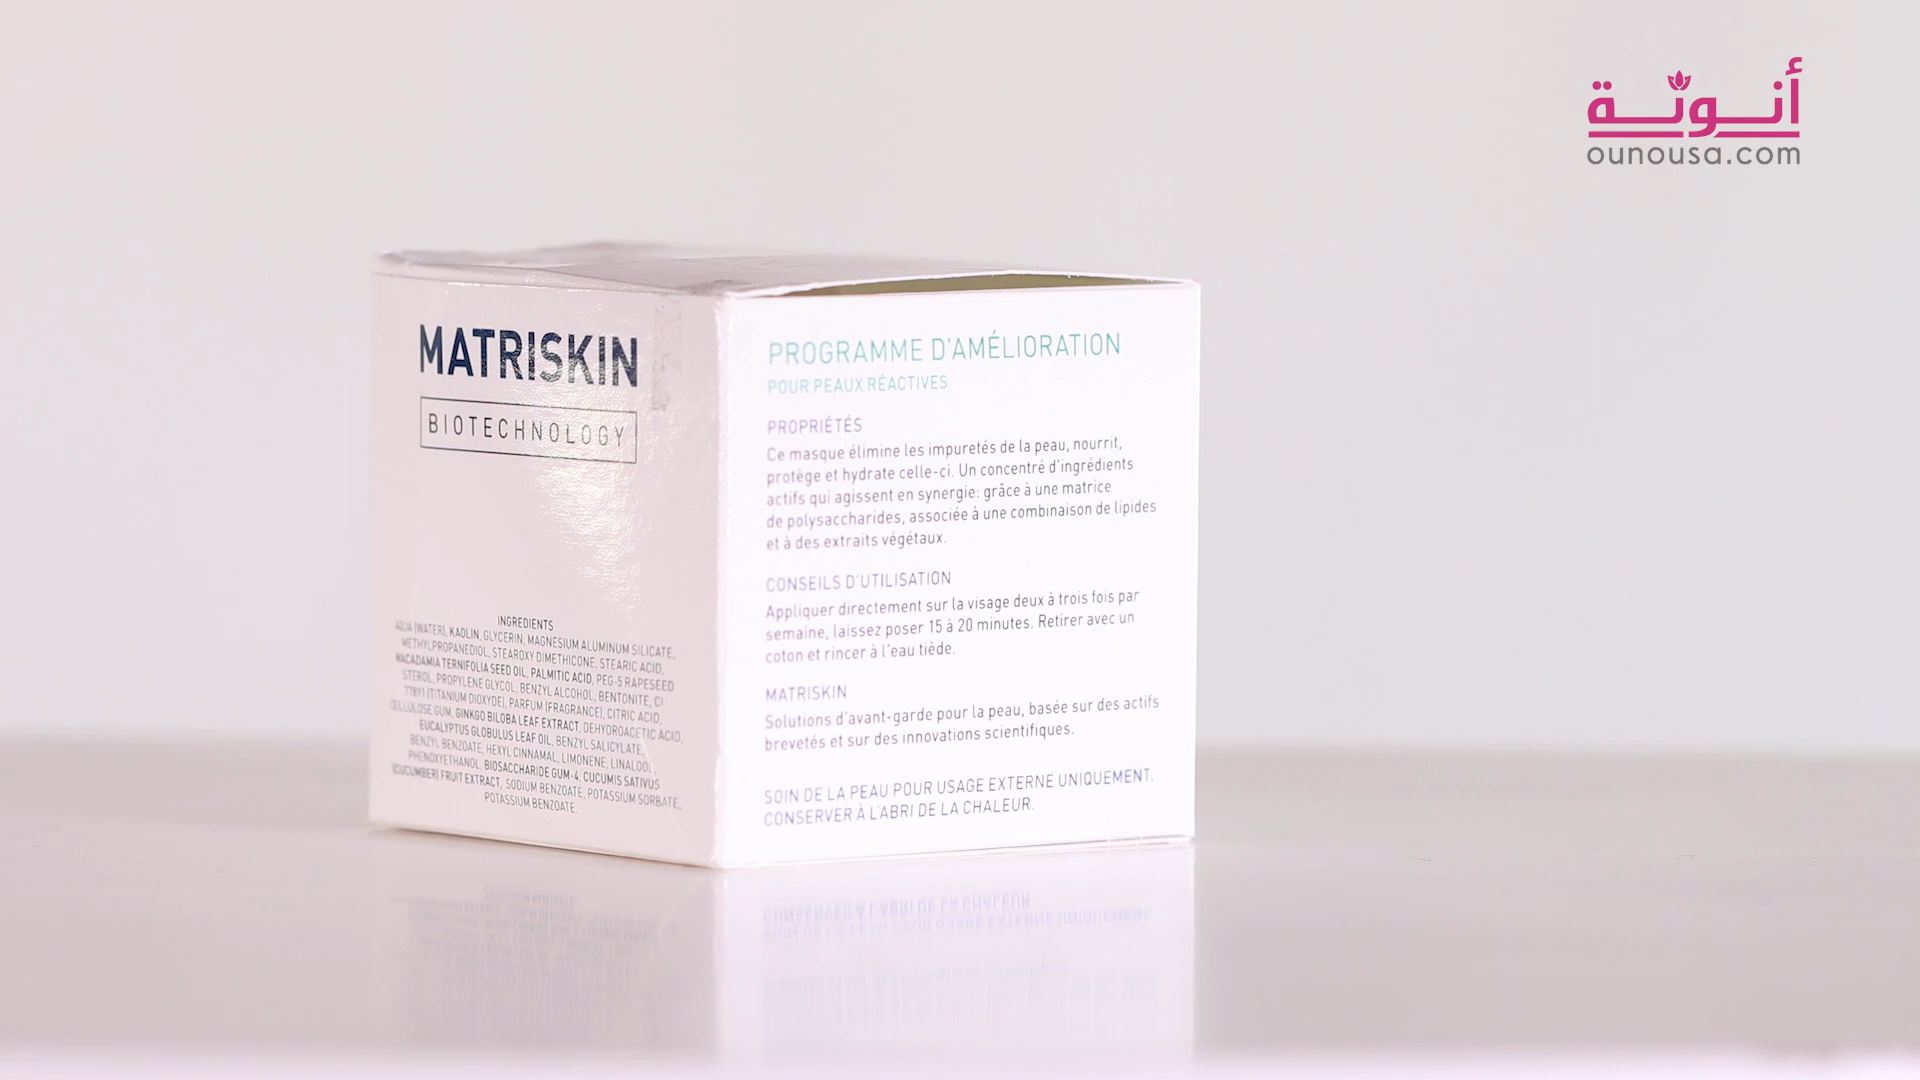 أنوثة
ounousa.com
MATRISKIN
BIOTECHNOLOGY
INGREDIENTS
AQUA (WATER), KAOLIN, GLYCERIN, MAGNESIUM ALUMINUM SILICATE,
METHYLPROPANEDIOL, STEAROXY DIMETHICONE, STEARIC ACID,
MACADAMIA TERNIFOLIA SEED OIL, PALMITIC ACID, PEG-5 RAPESEED
STEROL, PROPYLENE GLYCOL, BENZYL ALCOHOL, BENTONITE, CI
77891 (TITANIUM DIOXYDE), PARFUM (FRAGRANCE), CITRIC ACID,
CELLULOSE GUM, GINKGO BILOBA LEAF EXTRACT, DEHYDROACETIC ACID,
EUCALYPTUS GLOBULUS LEAF OIL, BENZYL SALICYLATE,
BENZYL BENZOATE, HEXYL CINNAMAL, LIMONENE, LINALOOL,
PHENOXYETHANOL, BIOSACCHARIDE GUM-4, CUCUMIS SATIVUS
(CUCUMBER) FRUIT EXTRACT, SODIUM BENZOATE, POTASSIUM SORBATE,
POTASSIUM BENZOATE.
PROGRAMME D'AMÉLIORATION
POUR PEAUX RÉACTIVES
PROPRIÉTÉS
Ce masque élimine les impuretés de la peau, nourrit,
protège et hydrate celle-ci. Un concentré d'ingrédients
actifs qui agissent en synergie: grâce à une matrice
de polysaccharides, associée à une combinaison de lipides
et à des extraits végétaux.
CONSEILS D'UTILISATION
Appliquer directement sur la visage deux à trois fois par
semaine, laissez poser 15 à 20 minutes. Retirer avec un
coton et rincer à l'eau tiède.
MATRISKIN
Solutions d'avant-garde pour la peau, basée sur des actifs
brevetés et sur des innovations scientifiques.
SOIN DE LA PEAU POUR USAGE EXTERNE UNIQUEMENT.
CONSERVER À L'ABRI DE LA CHALEUR.